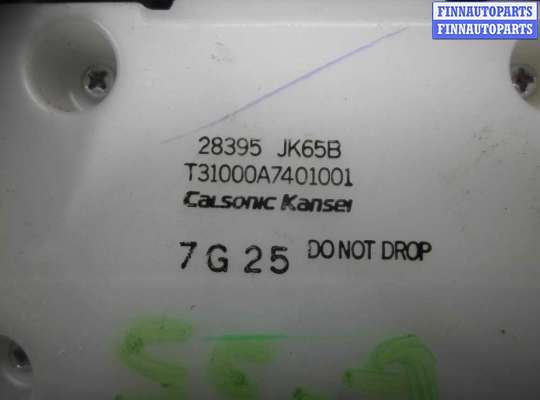 FINNAUTOPARTS
FINNAUTOPARTS
28395 JK65B
T31000A7401001
CALSONIC KANSEI
7G25 DO NOT DROP